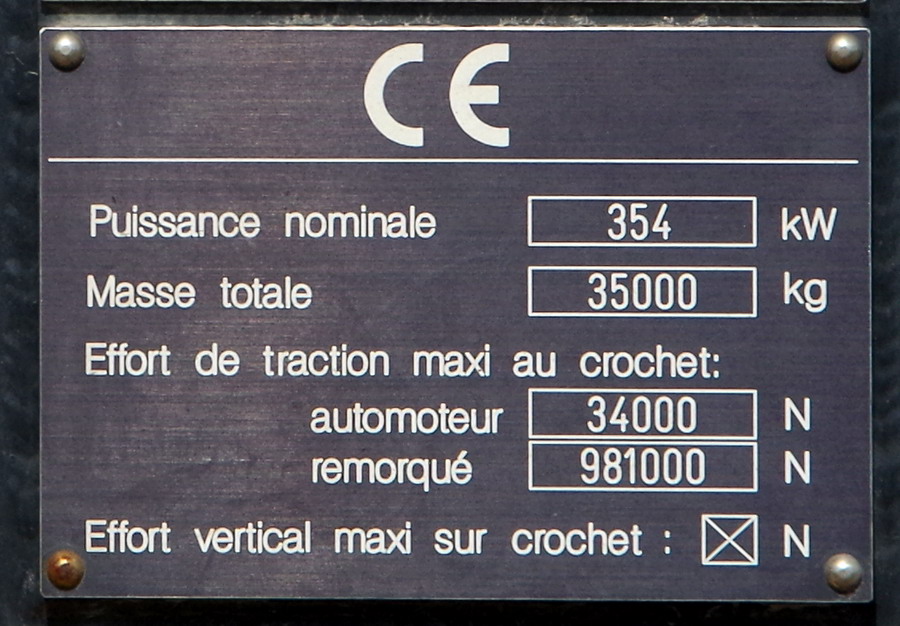 CE
Puissance nominale 354 kW
Masse totale 35000 kg
Effort de traction maxi au crochet:
automoteur 34000 N
remorqué 981000 N
Effort vertical maxi sur crochet : ☒ N